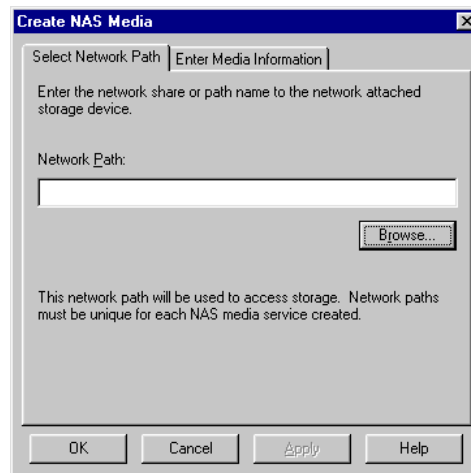 Create NAS Media
Select Network Path
Enter Media Information
Enter the network share or path name to the network attached
storage device.
Network Path:
Browse...
This network path will be used to access storage. Network paths
must be unique for each NAS media service created.
OK
Cancel
Apply
Help